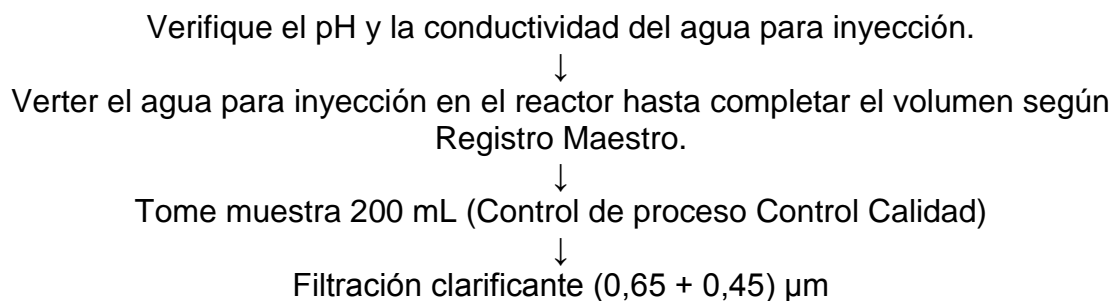 Verifique el pH y la conductividad del agua para inyección.
↓
Verter el agua para inyección en el reactor hasta completar el volumen según
Registro Maestro.
↓
Tome muestra 200 mL (Control de proceso Control Calidad)
↓
Filtración clarificante (0,65 + 0,45) µm